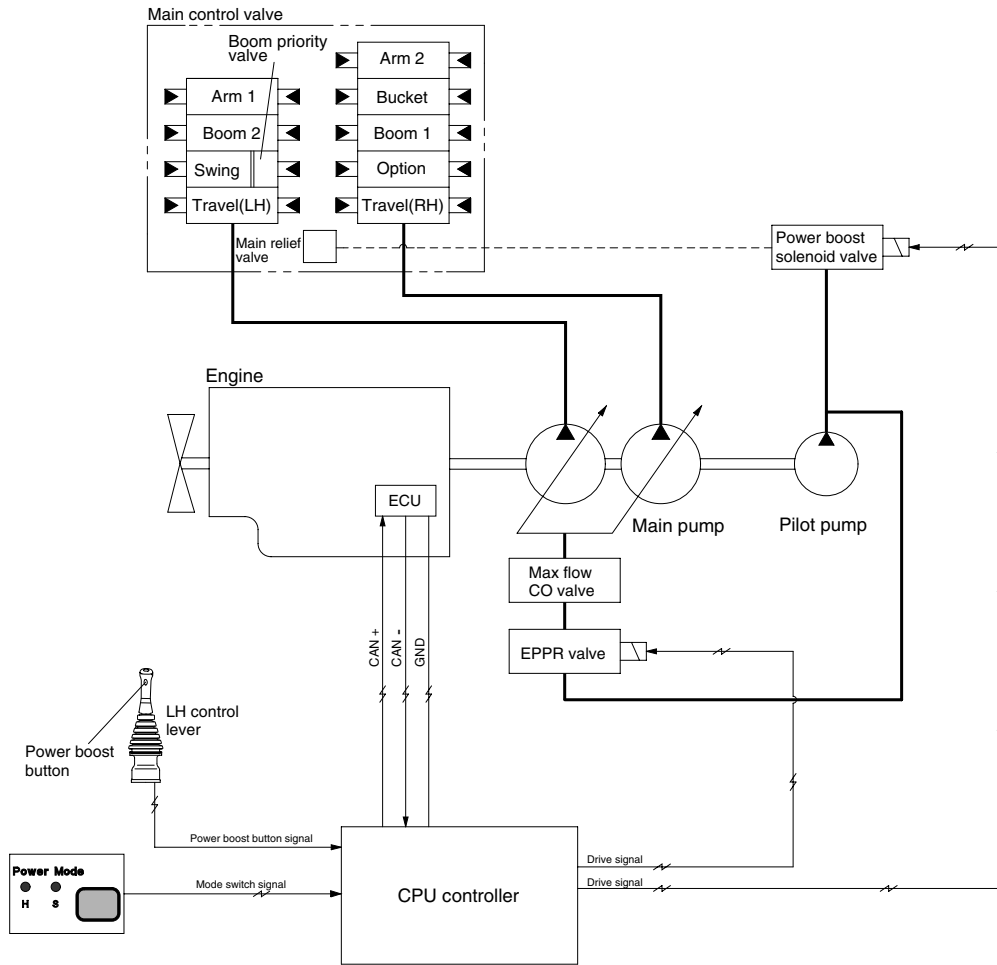 Main control valve
Boom priority
valve
Arm 1
Boom 2
Swing
Travel(LH)
Arm 2
Bucket
Boom 1
Option
Travel(RH)
Main relief
valve
Power boost
solenoid valve
Engine
ECU
Main pump
Pilot pump
Max flow
CO valve
EPPR valve
CAN +
CAN -
GND
LH control
lever
Power boost
button
Power boost button signal
Power Mode
H S
Mode switch signal
CPU controller
Drive signal
Drive signal